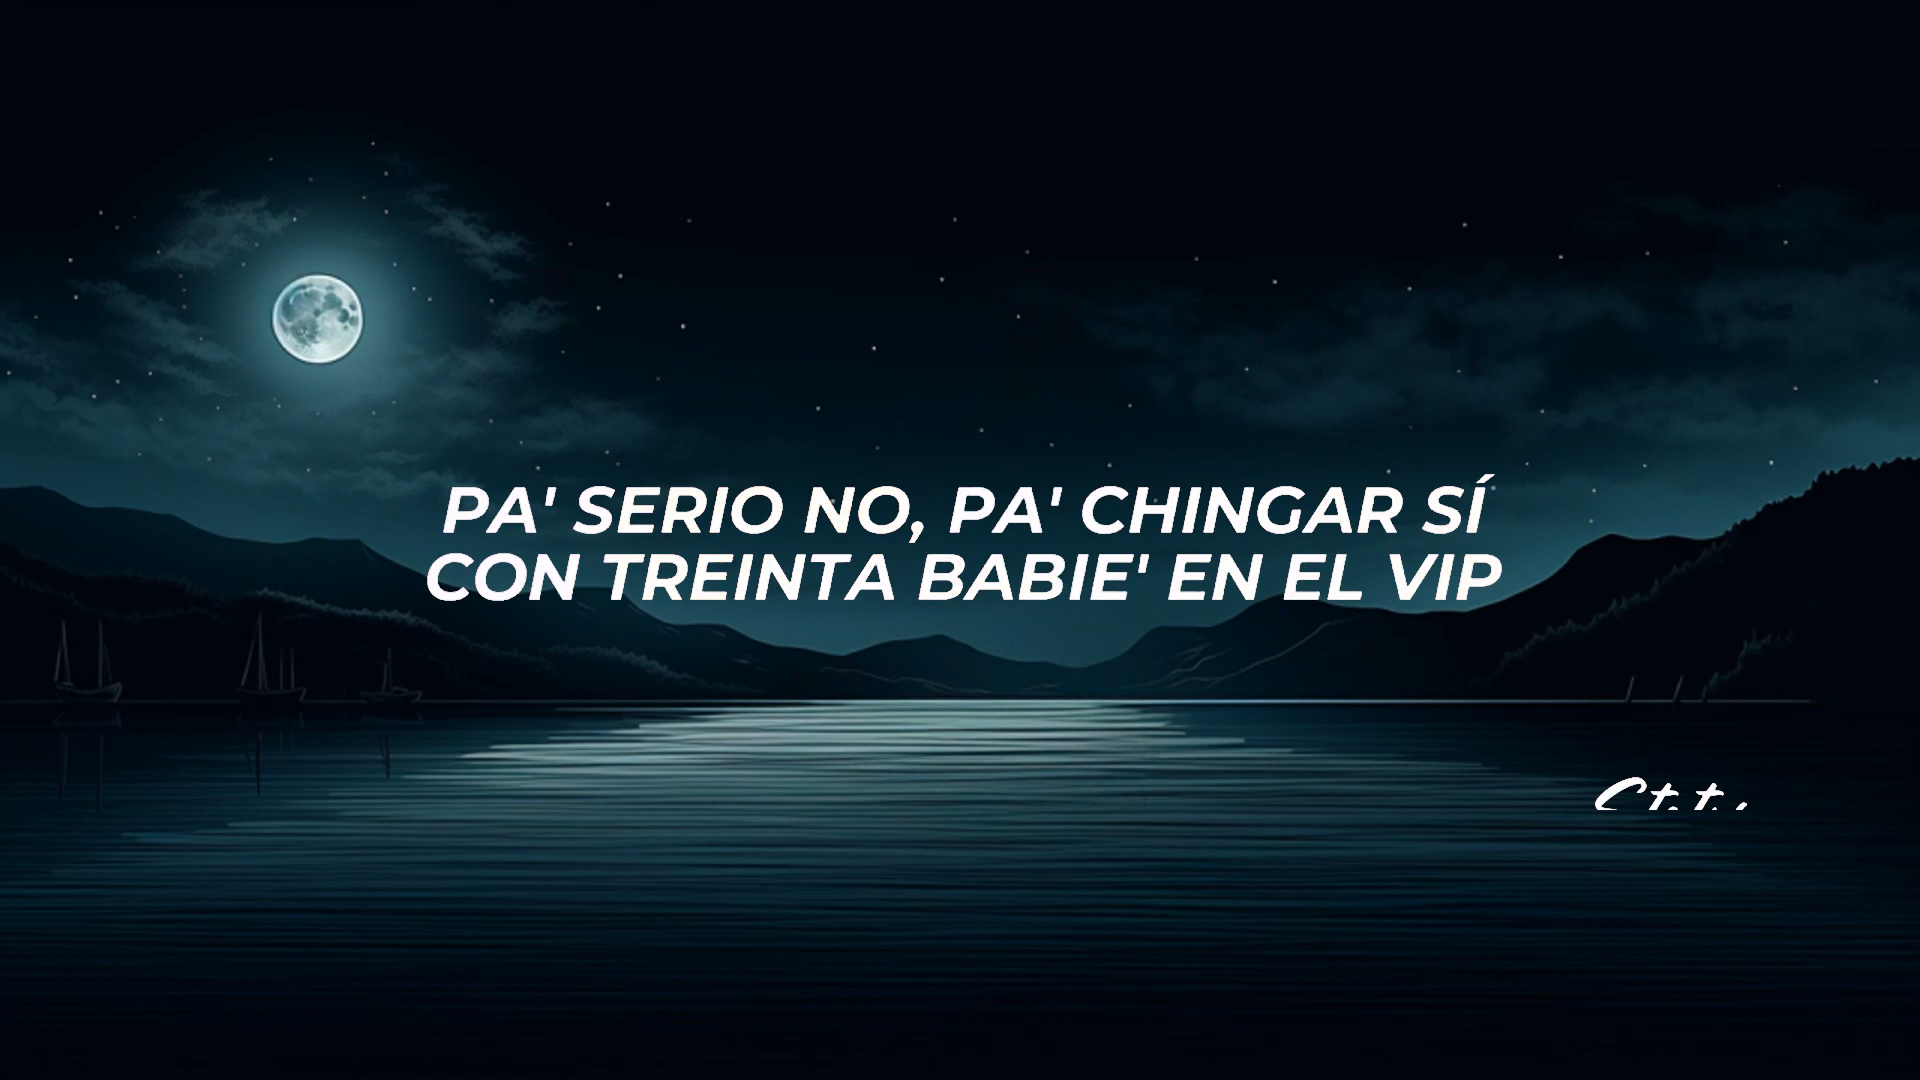 PA' SERIO NO, PA' CHINGAR SÍ
CON TREINTA BABIE' EN EL VIP